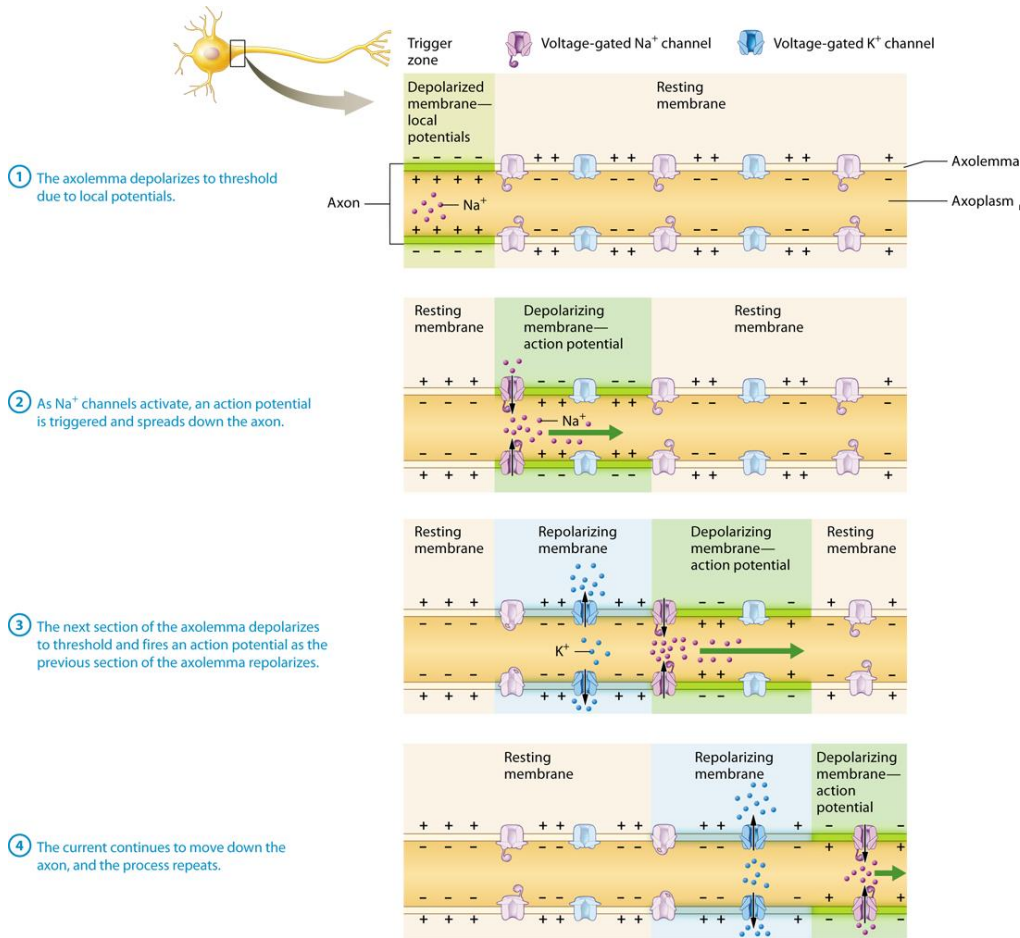 Trigger
zone
Voltage-gated Na⁺ channel
Voltage-gated K⁺ channel
Depolarized
membrane—
local
potentials
Resting
membrane
1 The axolemma depolarizes to threshold
due to local potentials.
Axon
Na⁺
Axolemma
Axoplasm
Resting
membrane
Depolarizing
membrane—
action potential
Resting
membrane
2 As Na⁺ channels activate, an action potential
is triggered and spreads down the axon.
Na⁺
Resting
membrane
Repolarizing
membrane
Depolarizing
membrane—
action potential
Resting
membrane
3 The next section of the axolemma depolarizes
to threshold and fires an action potential as the
previous section of the axolemma repolarizes.
K⁺
Resting
membrane
Repolarizing
membrane
Depolarizing
membrane—
action
potential
4 The current continues to move down the
axon, and the process repeats.